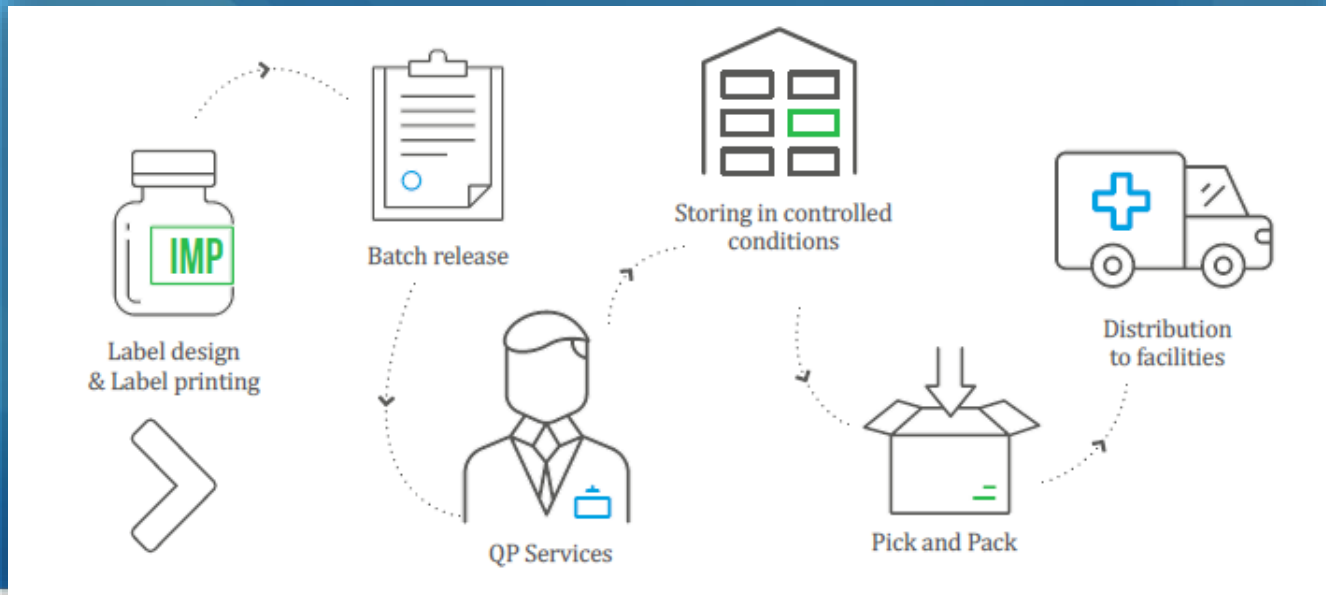 IMP
Label design
& Label printing
Batch release
QP Services
Storing in controlled
conditions
Pick and Pack
Distribution
to facilities